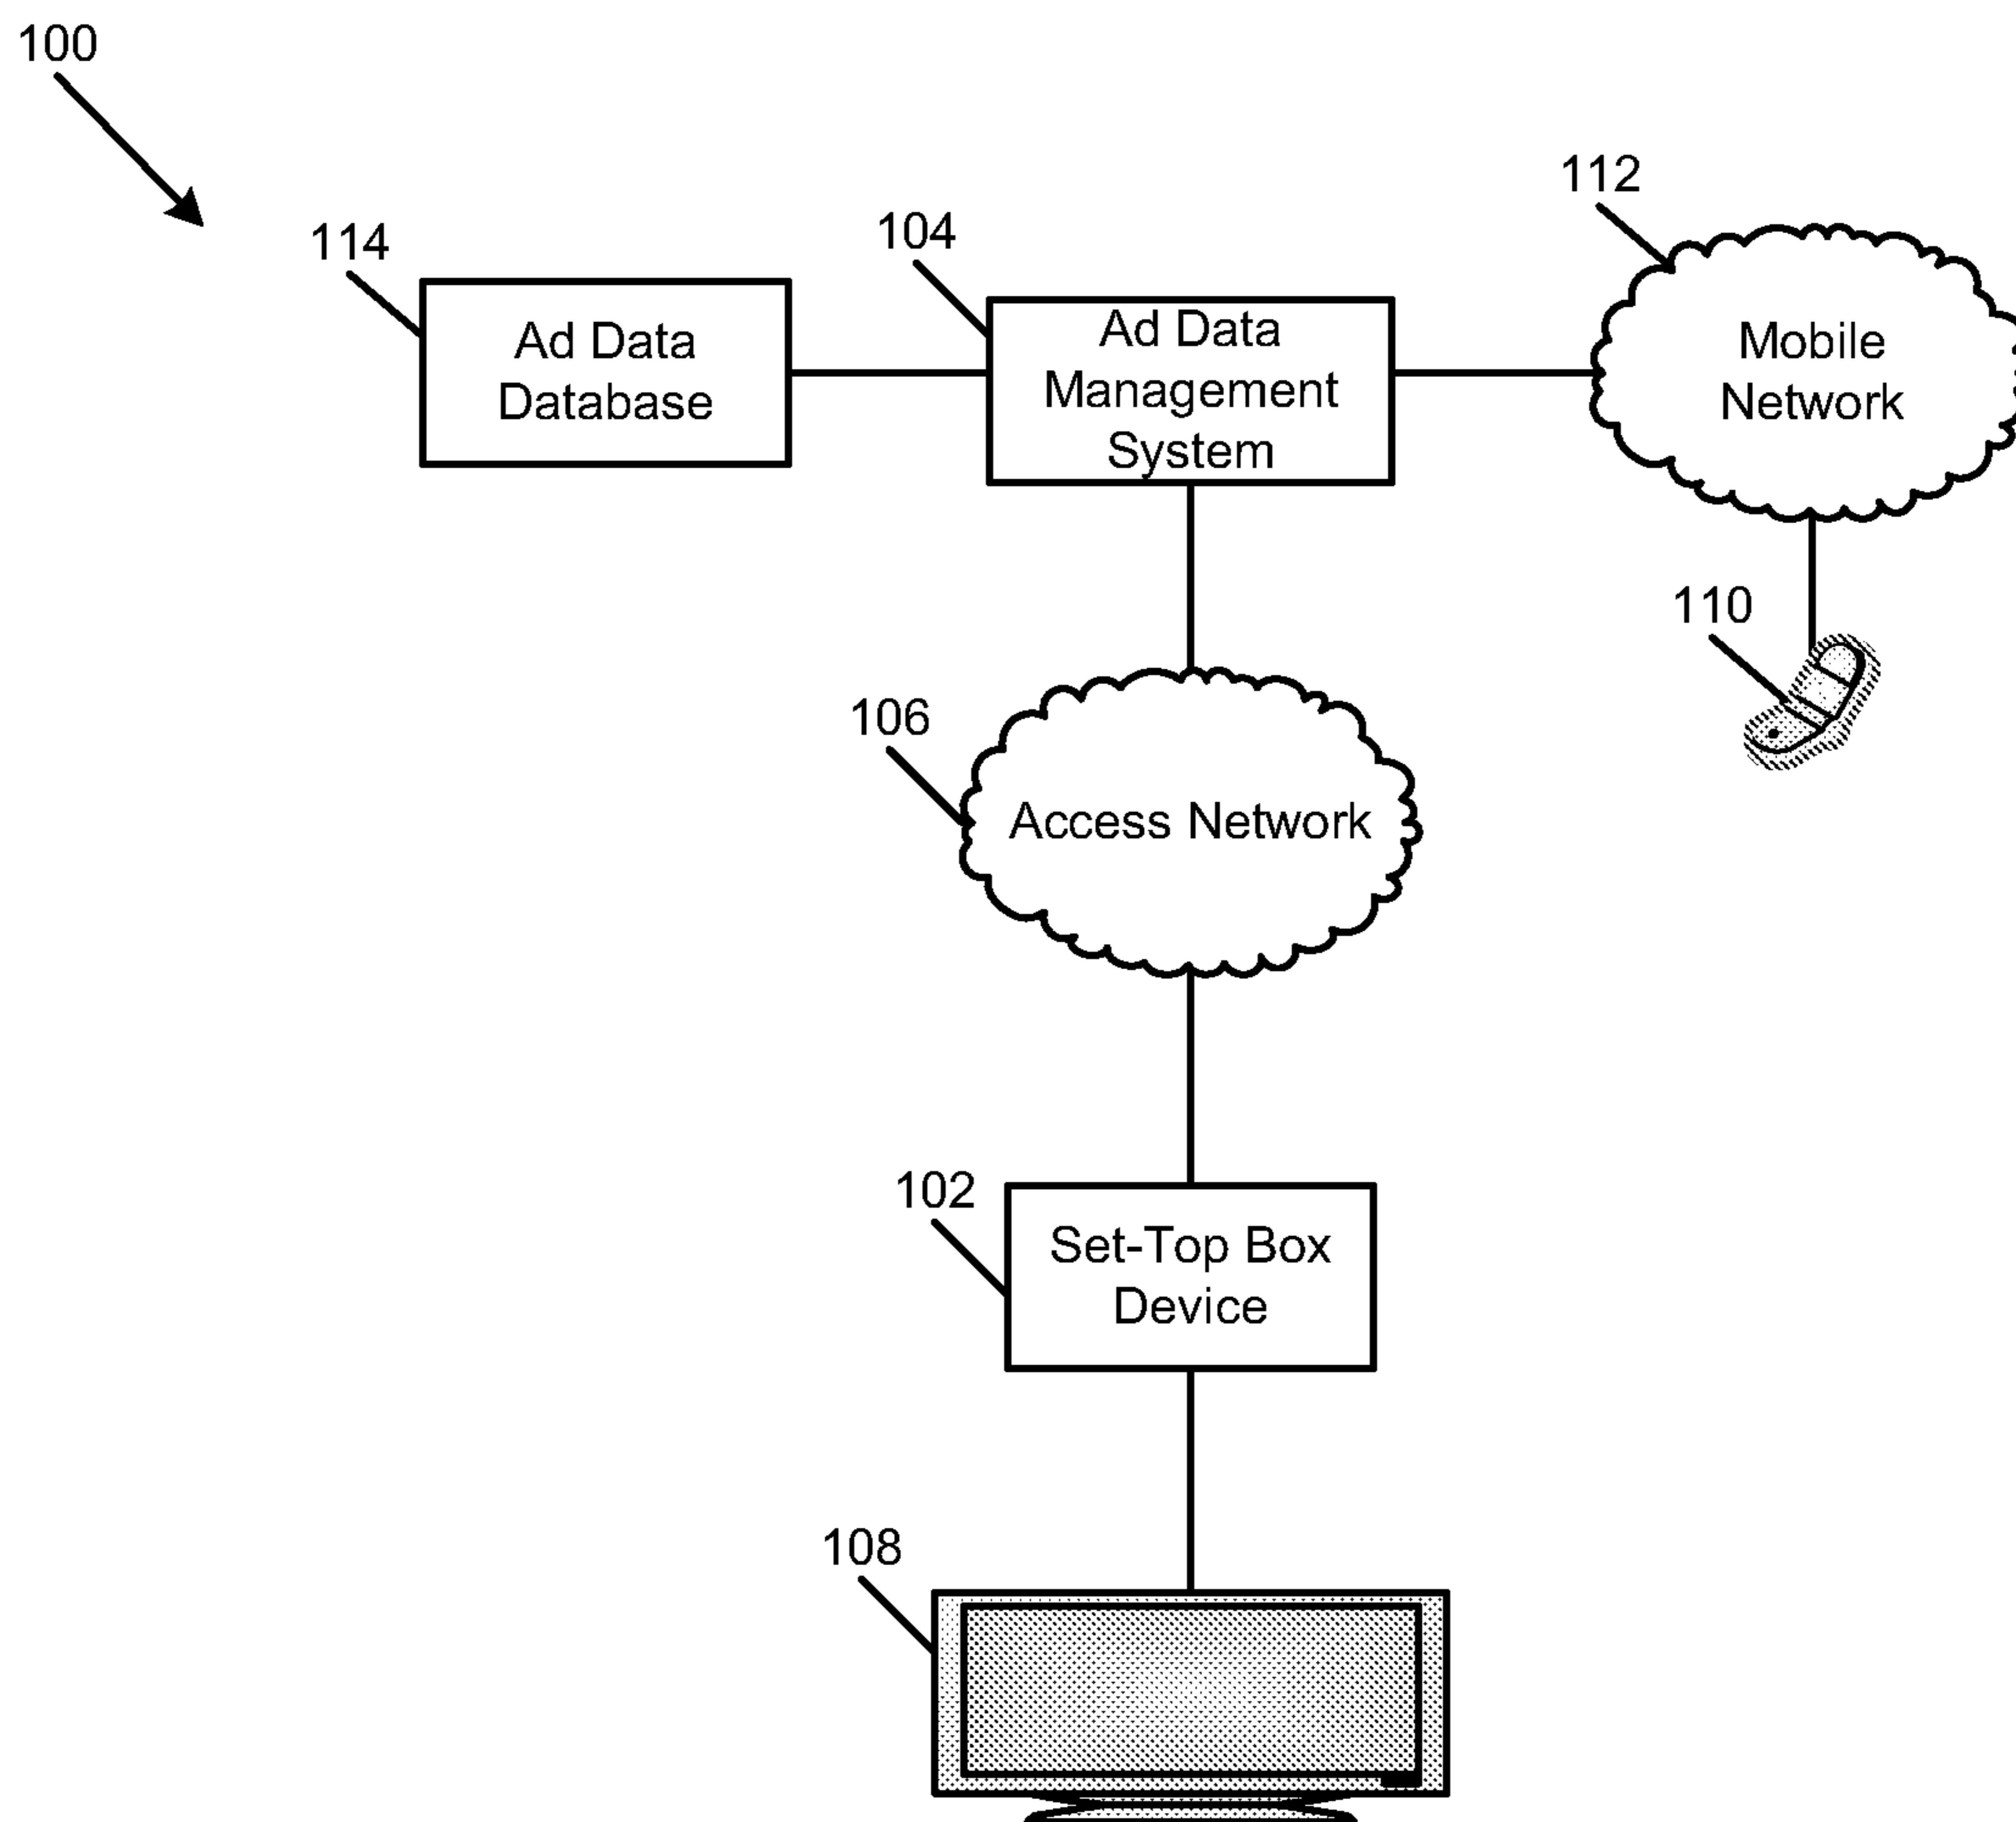 100
112
114
104
Ad Data
Database
Ad Data
Management
System
Mobile
Network
110
106
Access Network
102
Set-Top Box
Device
108